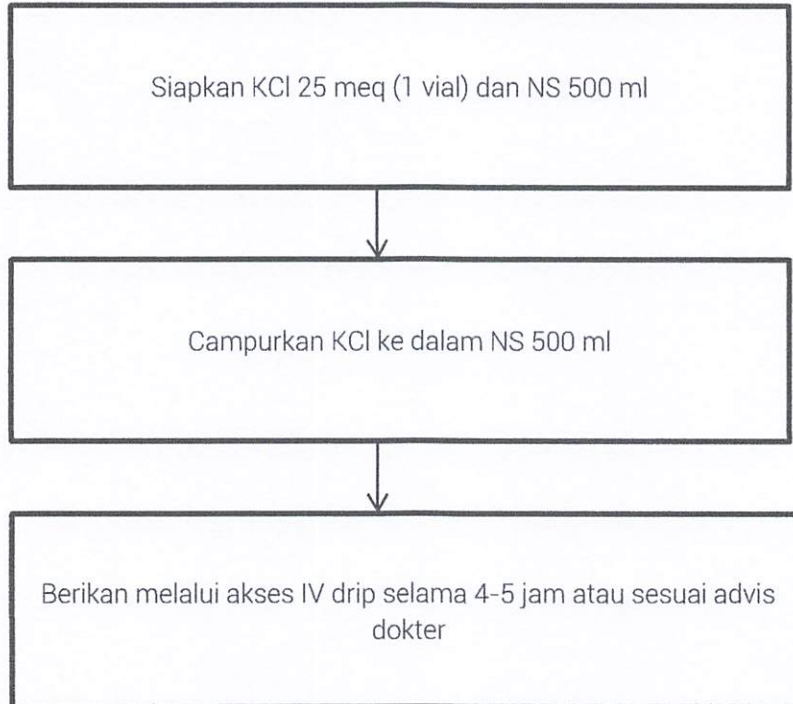 Siapkan KCl 25 meq (1 vial) dan NS 500 ml
Campurkan KCl ke dalam NS 500 ml
Berikan melalui akses IV drip selama 4-5 jam atau sesuai advis
dokter